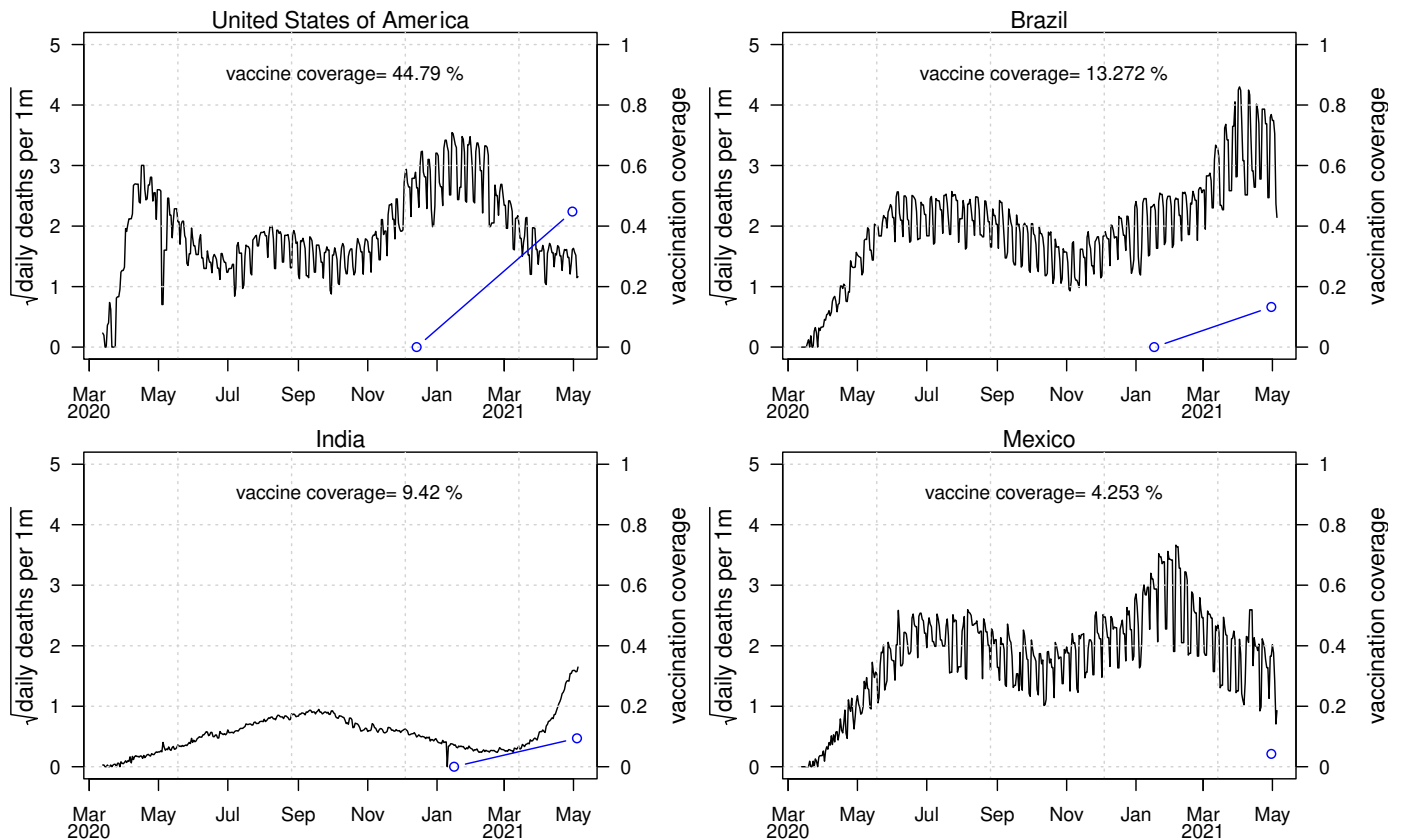 United States of America
vaccine coverage= 44.79 %
5
4
3
2
1
0
1
0.8
0.6
0.4
0.2
0
√daily deaths per 1m
vaccination coverage
Mar May Jul Sep Nov Jan Mar May
2020 2021
Brazil
vaccine coverage= 13.272 %
5
4
3
2
1
0
1
0.8
0.6
0.4
0.2
0
√daily deaths per 1m
vaccination coverage
Mar May Jul Sep Nov Jan Mar May
2020 2021
India
vaccine coverage= 9.42 %
5
4
3
2
1
0
1
0.8
0.6
0.4
0.2
0
√daily deaths per 1m
vaccination coverage
Mar May Jul Sep Nov Jan Mar May
2020 2021
Mexico
vaccine coverage= 4.253 %
5
4
3
2
1
0
1
0.8
0.6
0.4
0.2
0
√daily deaths per 1m
vaccination coverage
Mar May Jul Sep Nov Jan Mar May
2020 2021